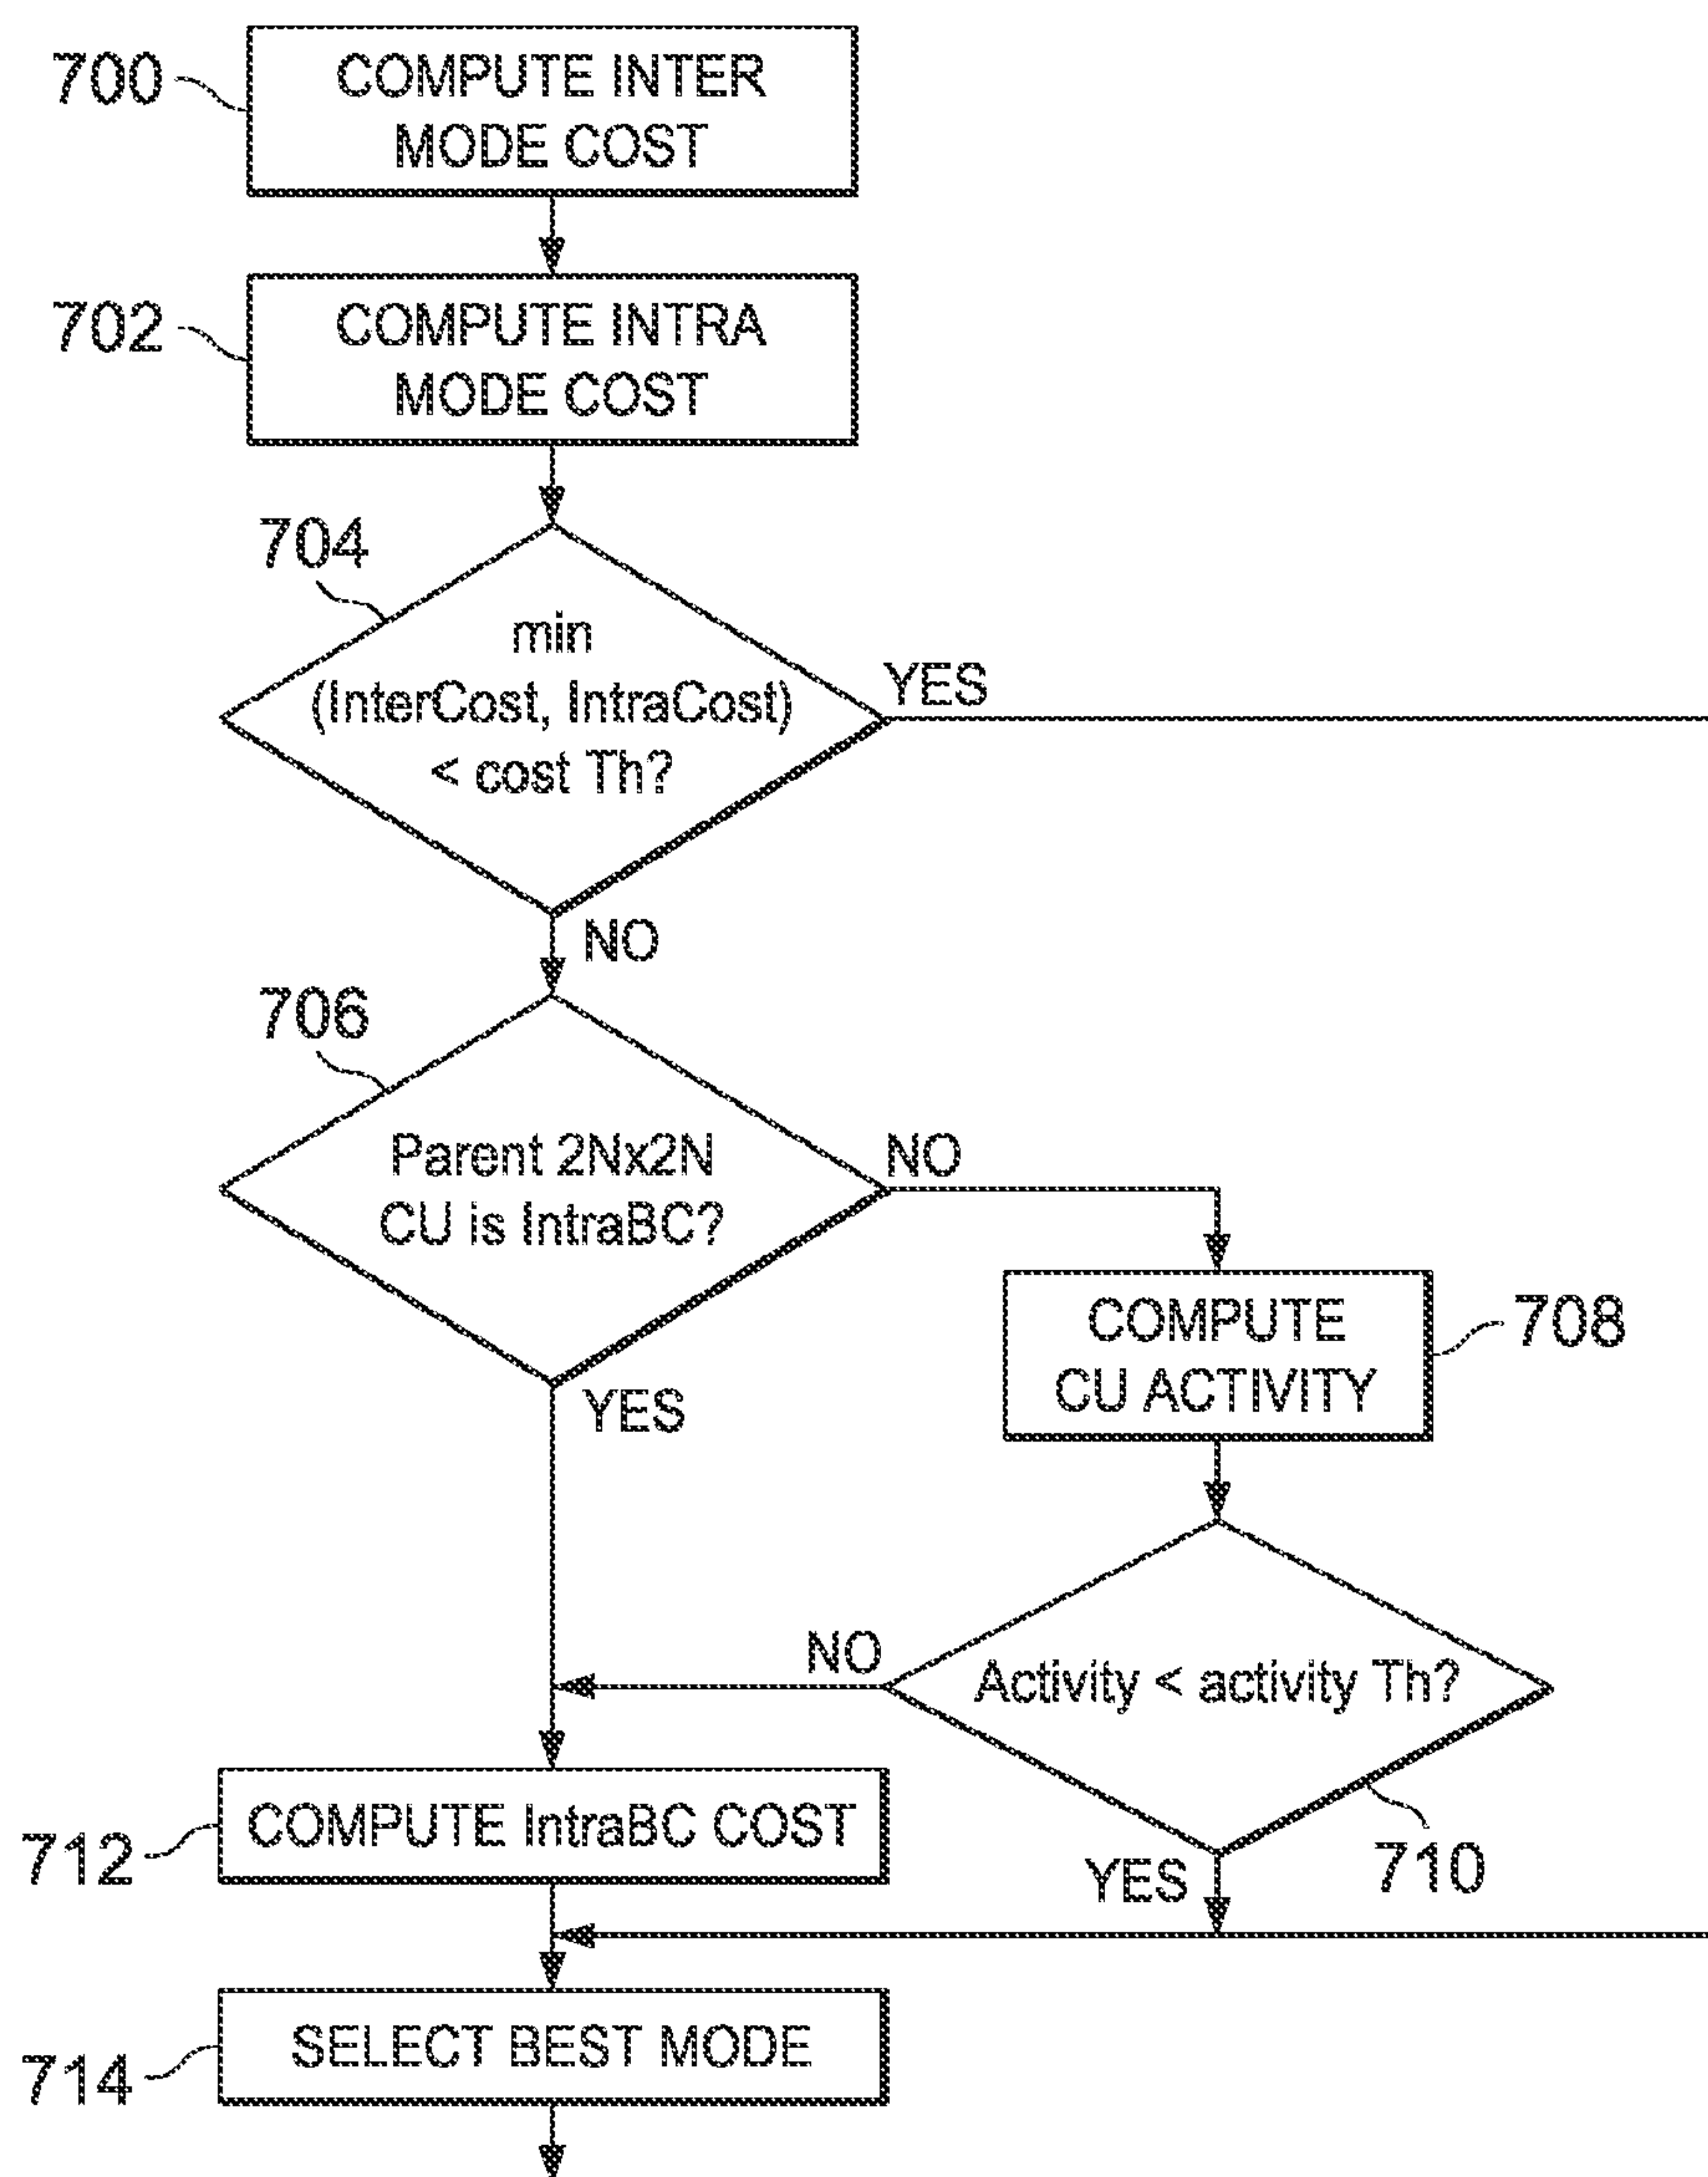 700
COMPUTE INTER
MODE COST
702
COMPUTE INTRA
MODE COST
704
min
(InterCost, IntraCost)
< cost Th?
YES
NO
706
Parent 2Nx2N
CU is IntraBC?
NO
YES
COMPUTE
CU ACTIVITY
708
NO
Activity < activity Th?
710
YES
712
COMPUTE IntraBC COST
714
SELECT BEST MODE